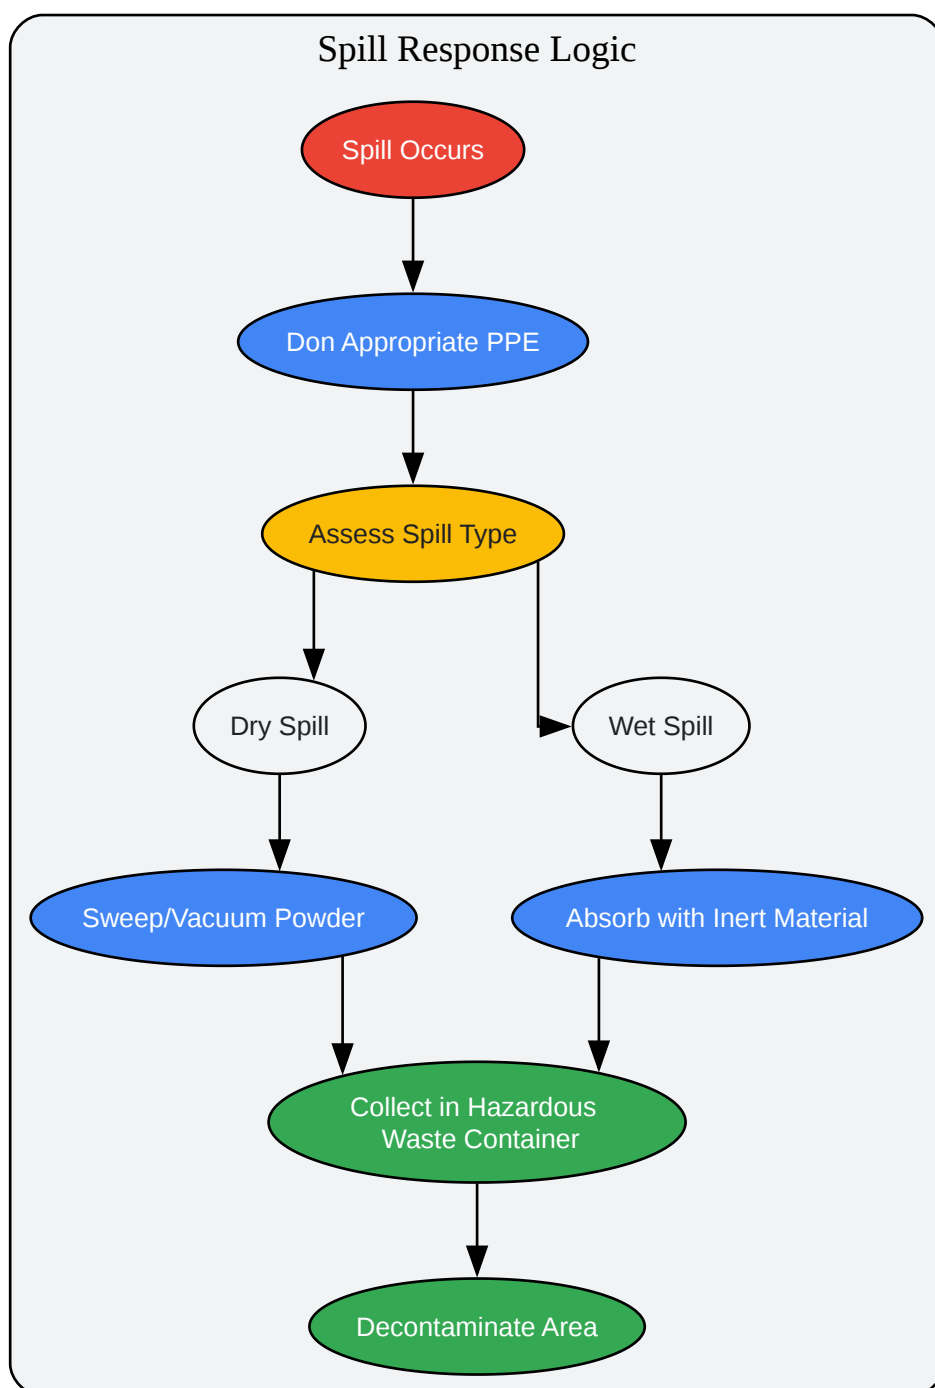 Spill Response Logic
Spill Occurs
Don Appropriate PPE
Assess Spill Type
Dry Spill
Wet Spill
Sweep/Vacuum Powder
Absorb with Inert Material
Collect in Hazardous
Waste Container
Decontaminate Area